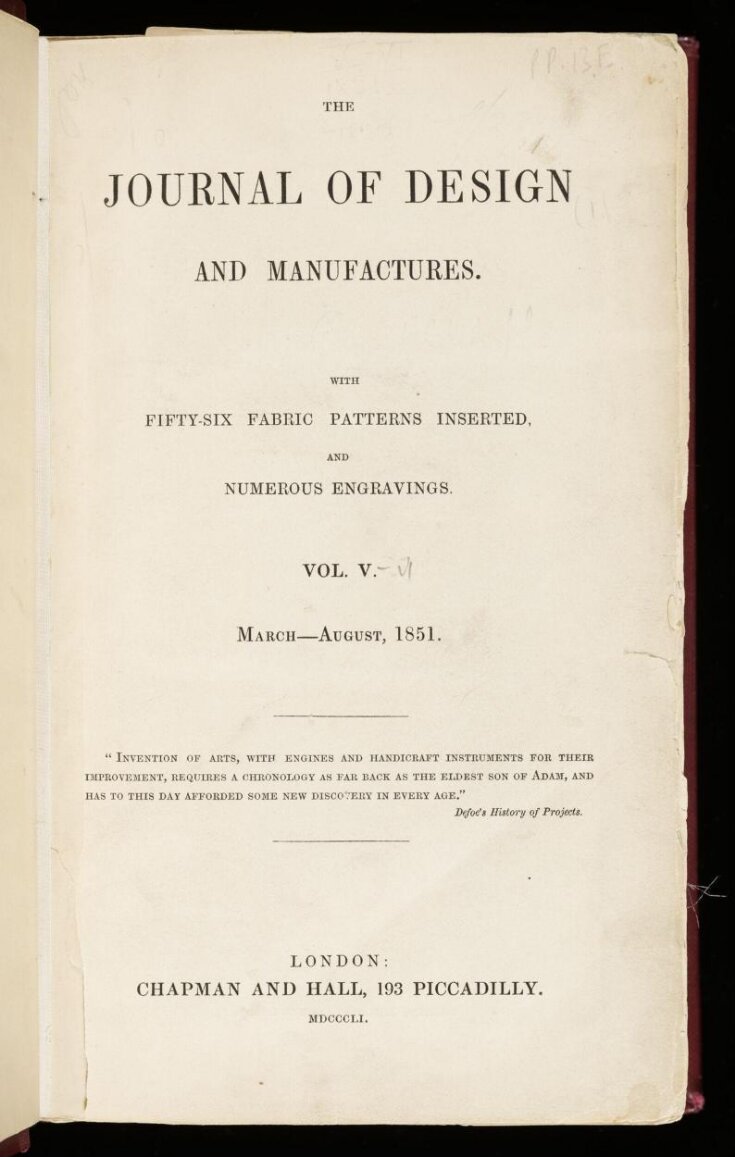 PP.13.E.
THE
JOURNAL OF DESIGN
AND MANUFACTURES.
WITH
FIFTY-SIX FABRIC PATTERNS INSERTED,
AND
NUMEROUS ENGRAVINGS.
VOL. V.-VI
MARCH—AUGUST, 1851.
"INVENTION OF ARTS, WITH ENGINES AND HANDICRAFT INSTRUMENTS FOR THEIR
IMPROVEMENT, REQUIRES A CHRONOLOGY AS FAR BACK AS THE ELDEST SON OF ADAM, AND
HAS TO THIS DAY AFFORDED SOME NEW DISCOVERY IN EVERY AGE."
Defoe's History of Projects.
LONDON:
CHAPMAN AND HALL, 193 PICCADILLY.
MDCCCLI.